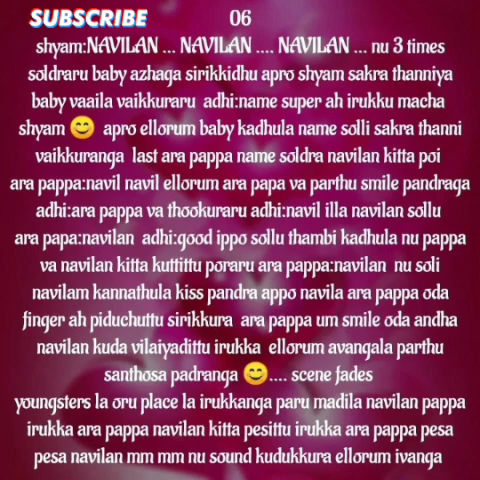 SUBSCRIBE
06
shyam:NAVILAN ... NAVILAN .... NAVILAN ... nu 3 times
soldraru baby azhaga sirikkidhu apro shyam sakra thanniya
baby vaaila vaikkuraru adhi:name super ah irukku macha
shyam 😊 apro ellorum baby kadhula name solli sakra thanni
vaikkuranga last ara pappa name soldra navilan kitta poi
ara pappa:navil navil ellorum ara papa va parthu smile pandraga
adhi:ara pappa va thookuraru adhi:navil illa navilan sollu
ara papa:navilan adhi:good ippo sollu thambi kadhula nu pappa
va navilan kitta kuttittu poraru ara pappa:navilan nu soli
navilam kannathula kiss pandra appo navila ara pappa oda
finger ah piduchuttu sirikkura ara pappa um smile oda andha
navilan kuda vilaiyadittu irukka ellorum avangala parthu
santhosa padranga 😊.... scene fades
youngsters la oru place la irukkanga paru madila navilan pappa
irukka ara pappa navilan kitta pesittu irukka ara pappa pesa
pesa navilan mm mm nu sound kudukkura ellorum ivanga